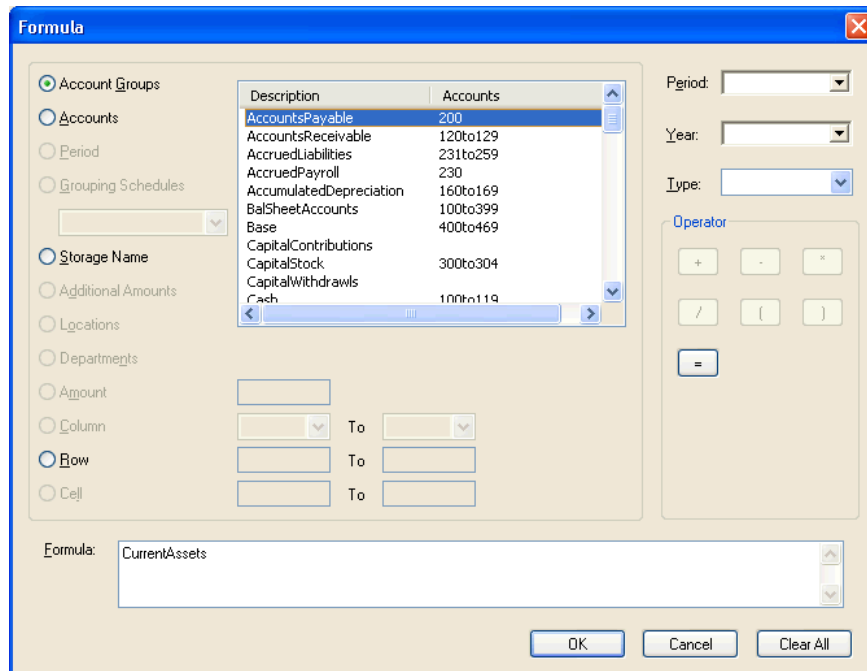 Formula
Account Groups
Accounts
Period
Grouping Schedules
Storage Name
Additional Amounts
Locations
Departments
Amount
Column To
Row To
Cell To
Description Accounts
AccountsPayable 200
AccountsReceivable 120to129
AccruedLiabilities 231to259
AccruedPayroll 230
AccumulatedDepreciation 160to169
BalSheetAccounts 100to399
Base 400to469
CapitalContributions
CapitalStock 300to304
CapitalWithdrawls
Cash 100to119
Period:
Year:
Type:
Operator
+ - *
/ ( )
=
Formula: CurrentAssets
OK Cancel Clear All